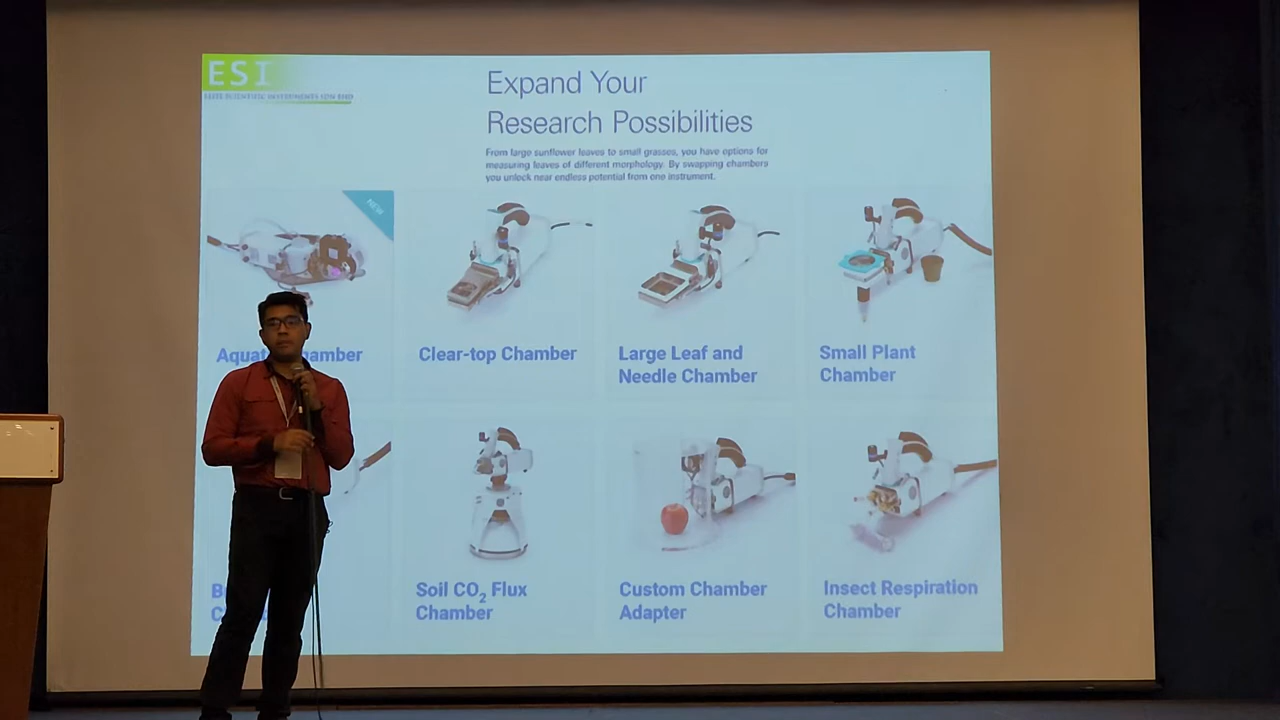 ESI
ELITE SCIENTIFIC INSTRUMENTS SDN BHD
Expand Your
Research Possibilities
From large sunflower leaves to small grasses, you have options for
measuring leaves of different morphology. By swapping chambers
you unlock near endless potential from one instrument.
NEW
Aquat hamber
Clear-top Chamber
Large Leaf and
Needle Chamber
Small Plant
Chamber
Soil CO₂ Flux
Chamber
Custom Chamber
Adapter
Insect Respiration
Chamber